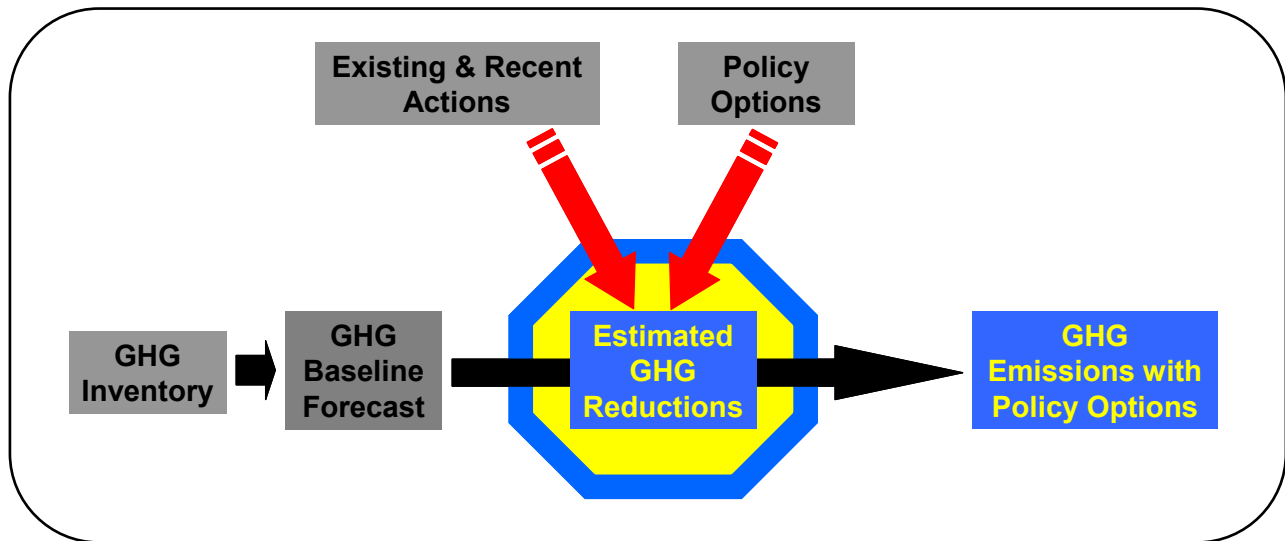 Existing & Recent
Actions
Policy
Options
GHG
Inventory
GHG
Baseline
Forecast
Estimated
GHG
Reductions
GHG
Emissions with
Policy Options